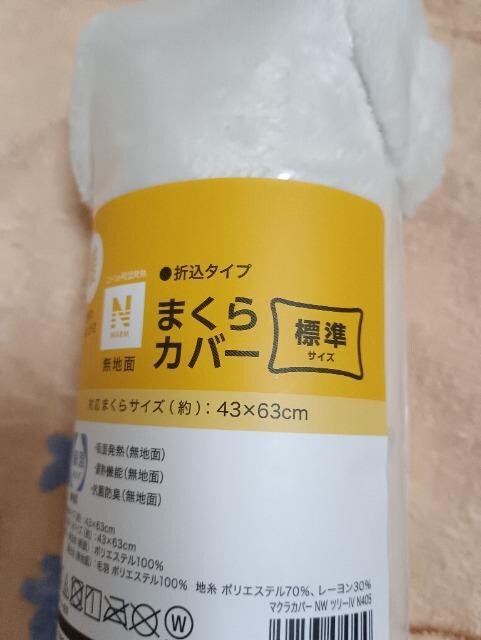 ●折込タイプ
N
WARM
無地面
まくら
カバー
標準
サイズ
対応まくらサイズ(約):43×63cm
・吸湿発熱(無地面)
・蓄熱機能(無地面)
・抗菌防臭(無地面)
43×63cm
(約):43×63cm
ポリエステル100%
毛羽 ポリエステル100% 地糸 ポリエステル70%、レーヨン30%
マクラカバー NW ツリーIV N405
W